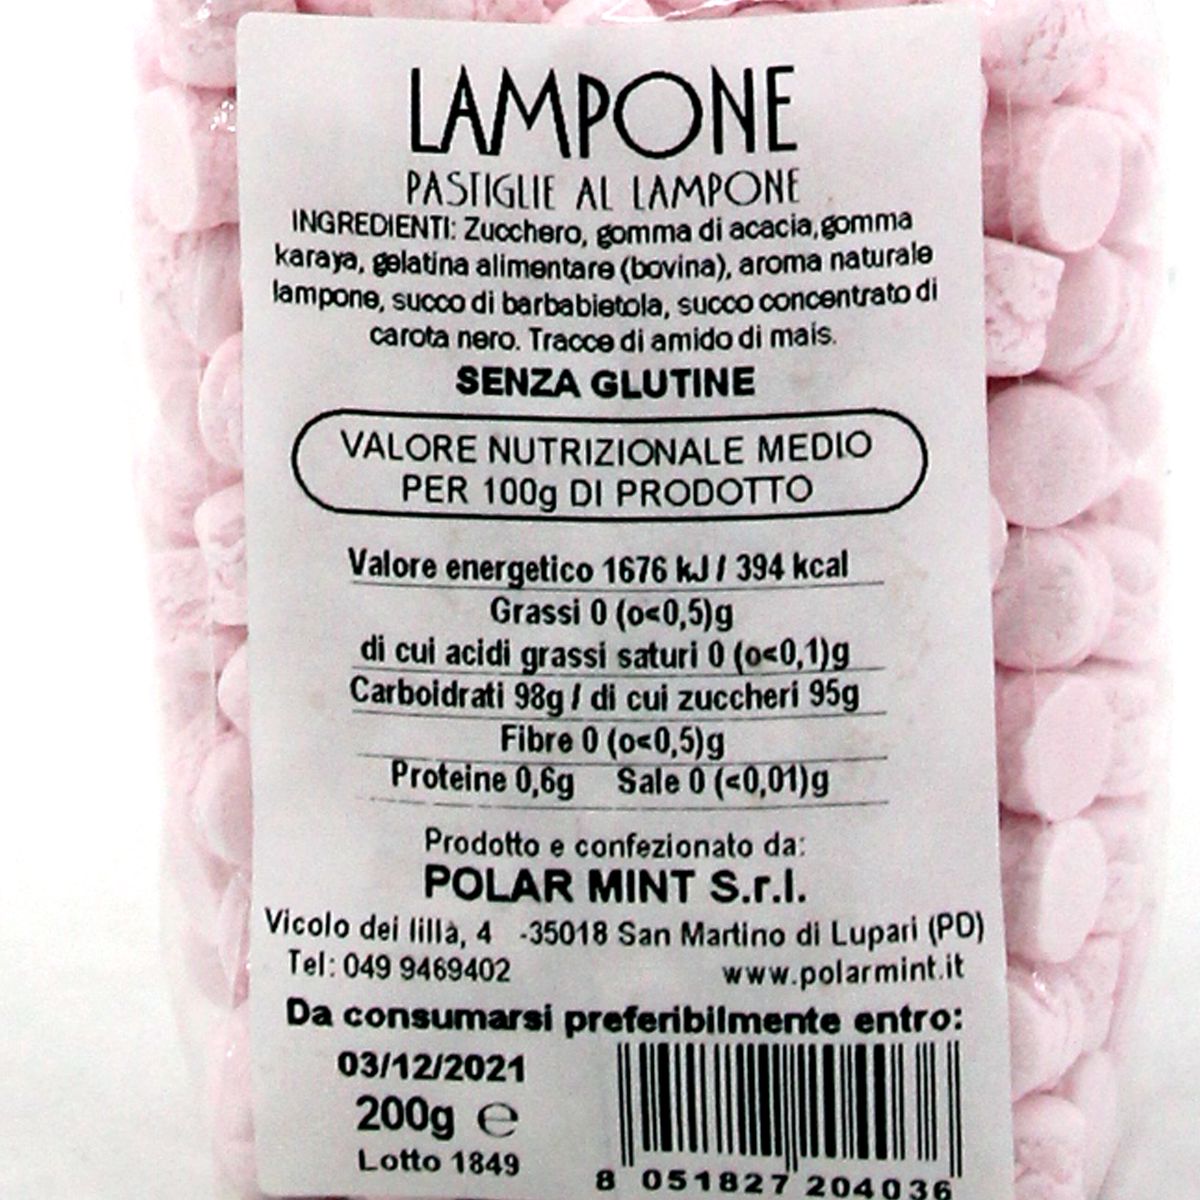 LAMPONE
PASTIGLIE AL LAMPONE
INGREDIENTI: Zucchero, gomma di acacia,gomma
karaya, gelatina alimentare (bovina), aroma naturale
lampone, succo di barbabietola, succo concentrato di
carota nero. Tracce di amido di mais.
SENZA GLUTINE
VALORE NUTRIZIONALE MEDIO
PER 100g DI PRODOTTO
Valore energetico 1676 kJ / 394 kcal
Grassi 0 (o<0,5)g
di cui acidi grassi saturi 0 (o<0,1)g
Carboidrati 98g / di cui zuccheri 95g
Fibre 0 (o<0,5)g
Proteine 0,6g Sale 0 (<0,01)g
Prodotto e confezionato da:
POLAR MINT S.r.l.
Vicolo dei lillà, 4 -35018 San Martino di Lupari (PD)
Tel: 049 9469402 www.polarmint.it
Da consumarsi preferibilmente entro:
03/12/2021
200g ℮
Lotto 1849
8 051827 204036